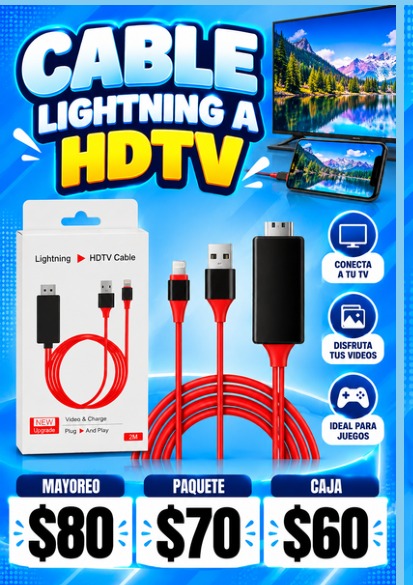 CABLE
LIGHTNING A
HDTV
Lightning ▶ HDTV Cable
NEW
Upgrade
Video & Charge
Plug ▶ And Play
2M
CONECTA
A TU TV
DISFRUTA
TUS VIDEOS
IDEAL PARA
JUEGOS
MAYOREO
$80
PAQUETE
$70
CAJA
$60